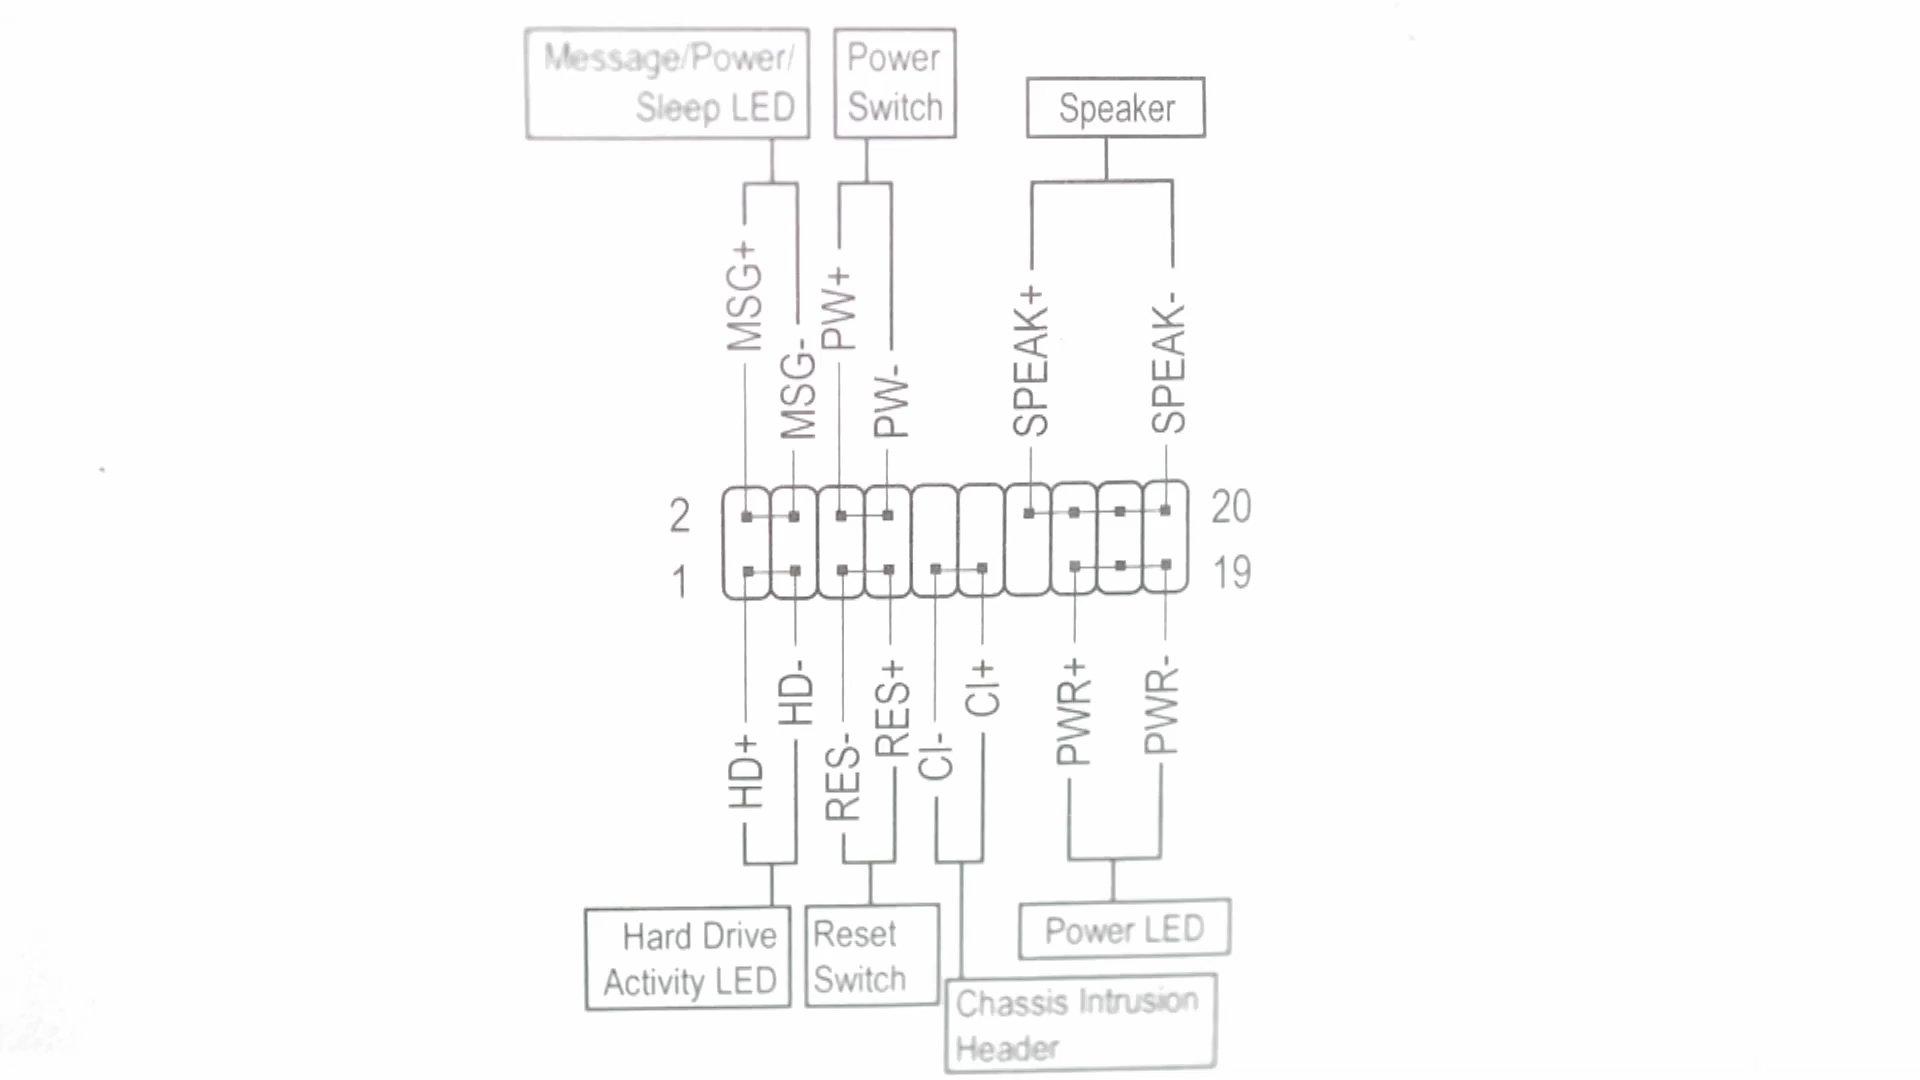 Message/Power/
Sleep LED
Power
Switch
Speaker
MSG+
MSG-
PW+
PW-
SPEAK+
SPEAK-
2
20
1
19
HD+
HD-
RES-
RES+
CI-
CI+
PWR+
PWR-
Hard Drive
Activity LED
Reset
Switch
Power LED
Chassis Intrusion
Header